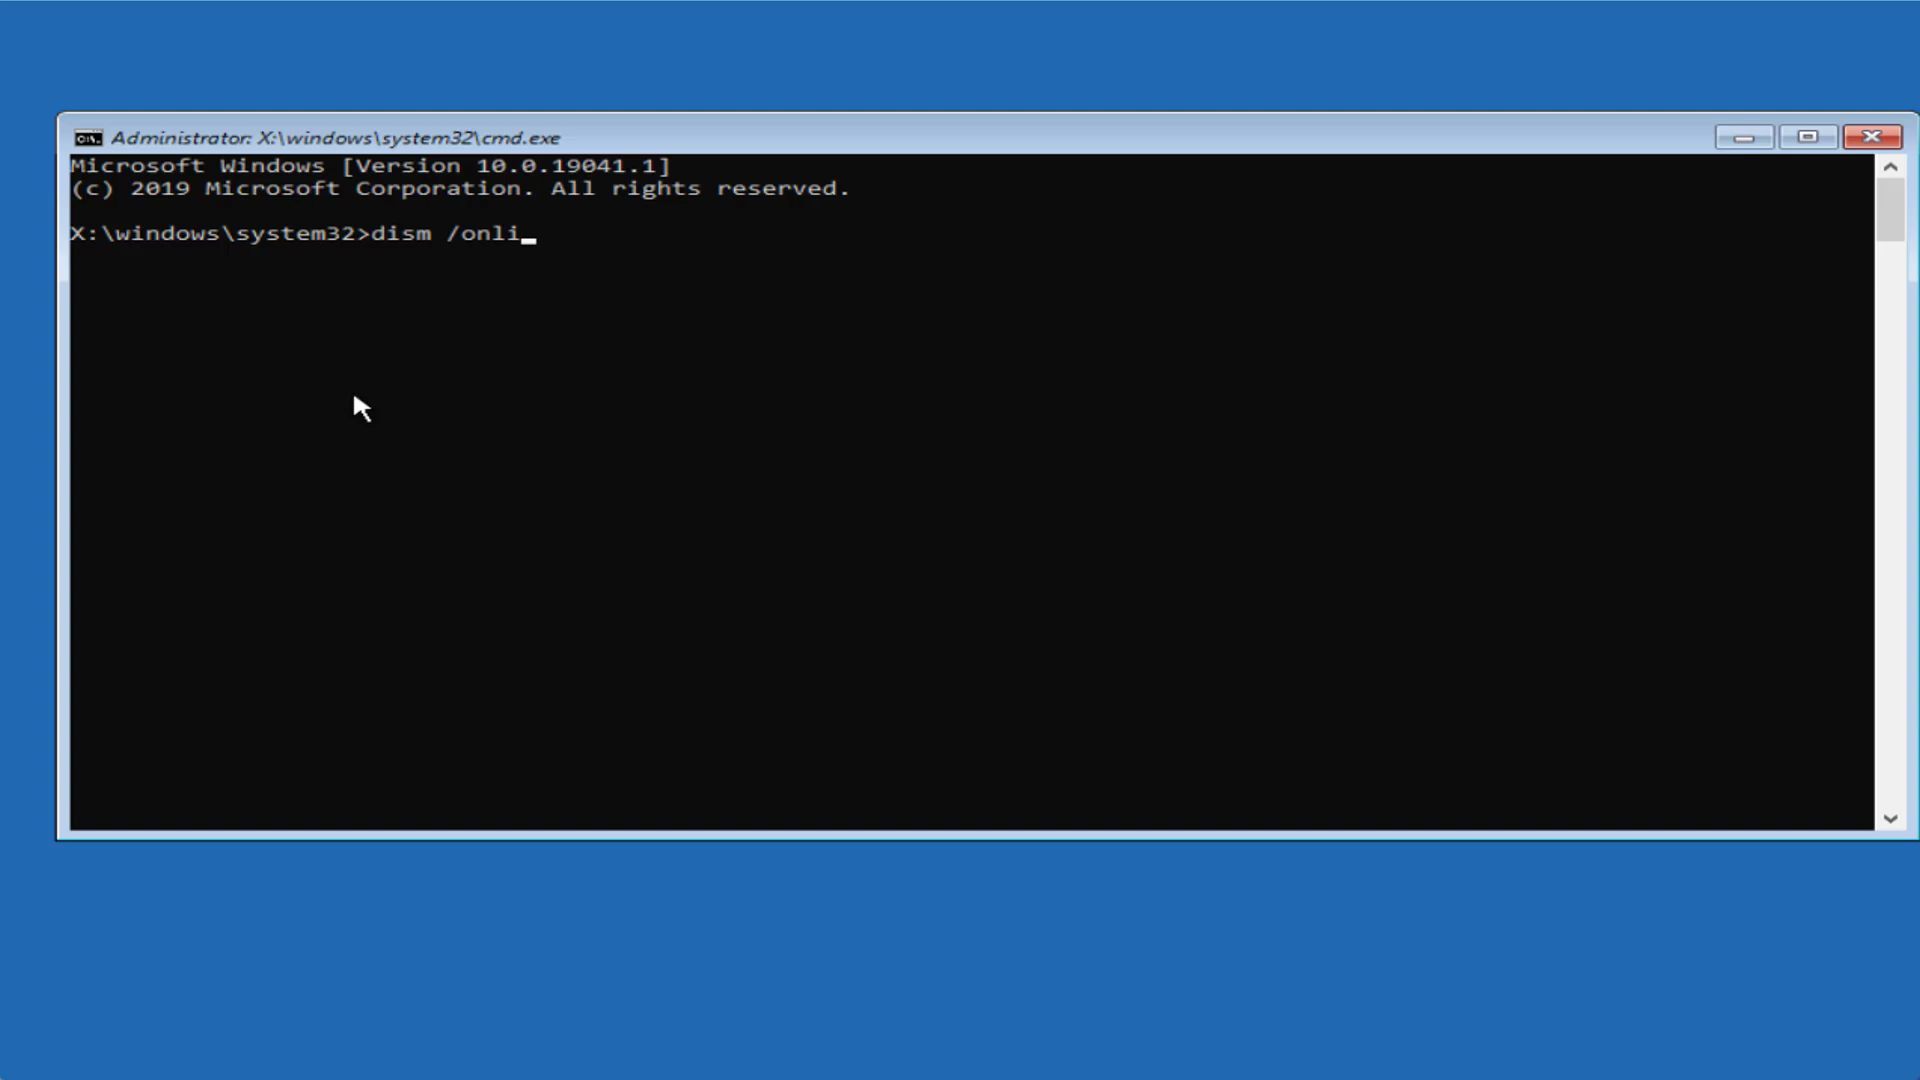 Administrator: X:\windows\system32\cmd.exe
Microsoft Windows [Version 10.0.19041.1]
(c) 2019 Microsoft Corporation. All rights reserved.
X:\windows\system32>dism /onli